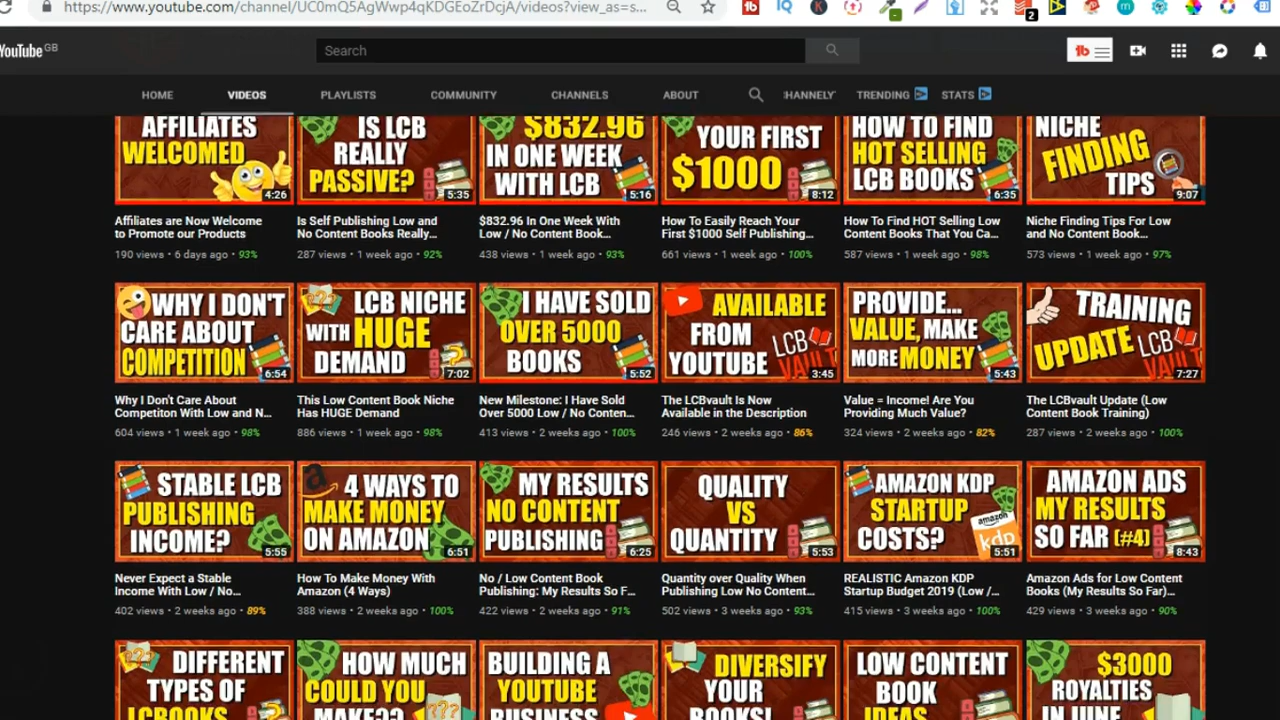 https://www.youtube.com/channel/UC0mQ5AgWwp4qKDGEoZrDcjA/videos?view_as=s...
2
YouTube GB
Search
HOME
VIDEOS
PLAYLISTS
COMMUNITY
CHANNELS
ABOUT
HANNELY
TRENDING
STATS
AFFILIATES
WELCOMED
4:26
IS LCB
REALLY
PASSIVE?
5:35
$832.96
IN ONE WEEK
WITH LCB
5:16
YOUR FIRST
$1000
8:12
HOW TO FIND
HOT SELLING
LCB BOOKS
6:35
NICHE
FINDING
TIPS
9:07
Affiliates are Now Welcome
to Promote our Products
190 views • 6 days ago • 93%
Is Self Publishing Low and
No Content Books Really...
287 views • 1 week ago • 92%
$832.96 In One Week With
Low / No Content Book...
438 views • 1 week ago • 93%
How To Easily Reach Your
First $1000 Self Publishing...
661 views • 1 week ago • 100%
How To Find HOT Selling Low
Content Books That You Ca...
587 views • 1 week ago • 98%
Niche Finding Tips For Low
and No Content Book...
573 views • 1 week ago • 97%
WHY I DON'T
CARE ABOUT
COMPETITION
6:54
LCB NICHE
WITH HUGE
DEMAND
7:02
I HAVE SOLD
OVER 5000
BOOKS
5:52
AVAILABLE
FROM
YOUTUBE
LCB
VAULT
3:45
PROVIDE...
VALUE, MAKE
MORE MONEY
5:43
TRAINING
UPDATE
LCB
VAULT
7:27
Why I Don't Care About
Competiton With Low and N...
604 views • 1 week ago • 98%
This Low Content Book Niche
Has HUGE Demand
886 views • 1 week ago • 98%
New Milestone: I Have Sold
Over 5000 Low / No Conten...
413 views • 2 weeks ago • 100%
The LCBvault Is Now
Available in the Description
246 views • 2 weeks ago • 86%
Value = Income! Are You
Providing Much Value?
324 views • 2 weeks ago • 82%
The LCBvault Update (Low
Content Book Training)
287 views • 2 weeks ago • 100%
STABLE LCB
PUBLISHING
INCOME?
5:55
4 WAYS TO
MAKE MONEY
ON AMAZON
6:51
MY RESULTS
NO CONTENT
PUBLISHING
6:25
QUALITY
VS
QUANTITY
5:53
AMAZON KDP
STARTUP
COSTS?
amazon
kdp
5:51
AMAZON ADS
MY RESULTS
SO FAR (#4)
8:43
Never Expect a Stable
Income With Low / No...
402 views • 2 weeks ago • 89%
How To Make Money With
Amazon (4 Ways)
388 views • 2 weeks ago • 100%
No / Low Content Book
Publishing: My Results So F...
422 views • 2 weeks ago • 91%
Quantity over Quality When
Publishing Low No Content...
502 views • 3 weeks ago • 93%
REALISTIC Amazon KDP
Startup Budget 2019 (Low /...
415 views • 3 weeks ago • 100%
Amazon Ads for Low Content
Books (My Results So Far)...
429 views • 3 weeks ago • 90%
DIFFERENT
TYPES OF
LCBOOKS
HOW MUCH
COULD YOU
MAKE??
BUILDING A
YOUTUBE
BUSINESS
DIVERSIFY
YOUR
BOOKS!
LOW CONTENT
BOOK
IDEAS
$3000
ROYALTIES
IN JUNE